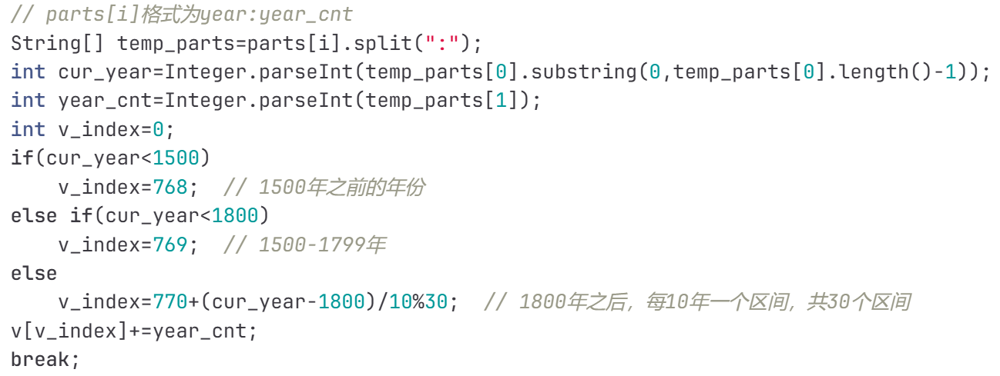 // parts[i]格式为year:year_cnt
String[] temp_parts=parts[i].split(":");
int cur_year=Integer.parseInt(temp_parts[0].substring(0,temp_parts[0].length()-1));
int year_cnt=Integer.parseInt(temp_parts[1]);
int v_index=0;
if(cur_year<1500)
    v_index=768;  // 1500年之前的年份
else if(cur_year<1800)
    v_index=769;  // 1500-1799年
else
    v_index=770+(cur_year-1800)/10%30;  // 1800年之后，每10年一个区间，共30个区间
v[v_index]+=year_cnt;
break;